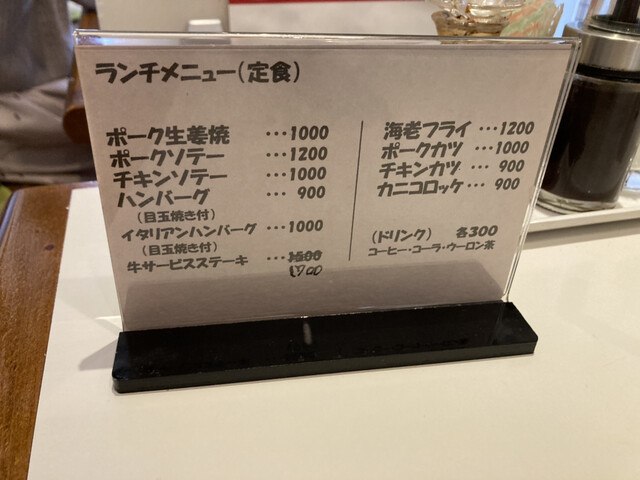 ランチメニュー(定食)
ポーク生姜焼 ･･･1000
ポークソテー ･･･1200
チキンソテー ･･･1000
ハンバーグ ･･･ 900
(目玉焼き付)
イタリアンハンバーグ ･･･1000
(目玉焼き付)
牛サービスステーキ ･･･1500
1700
海老フライ ･･･1200
ポークカツ ･･･1000
チキンカツ ･･･ 900
カニコロッケ ･･･ 900
(ドリンク) 各300
コーヒー・コーラ・ウーロン茶